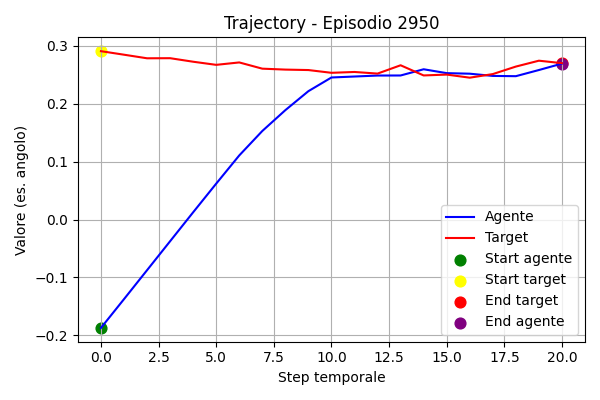 Trajectory - Episodio 2950
Valore (es. angolo)
0.3
0.2
0.1
0.0
−0.1
−0.2
0.0
2.5
5.0
7.5
10.0
12.5
15.0
17.5
20.0
Step temporale
Agente
Target
Start agente
Start target
End target
End agente